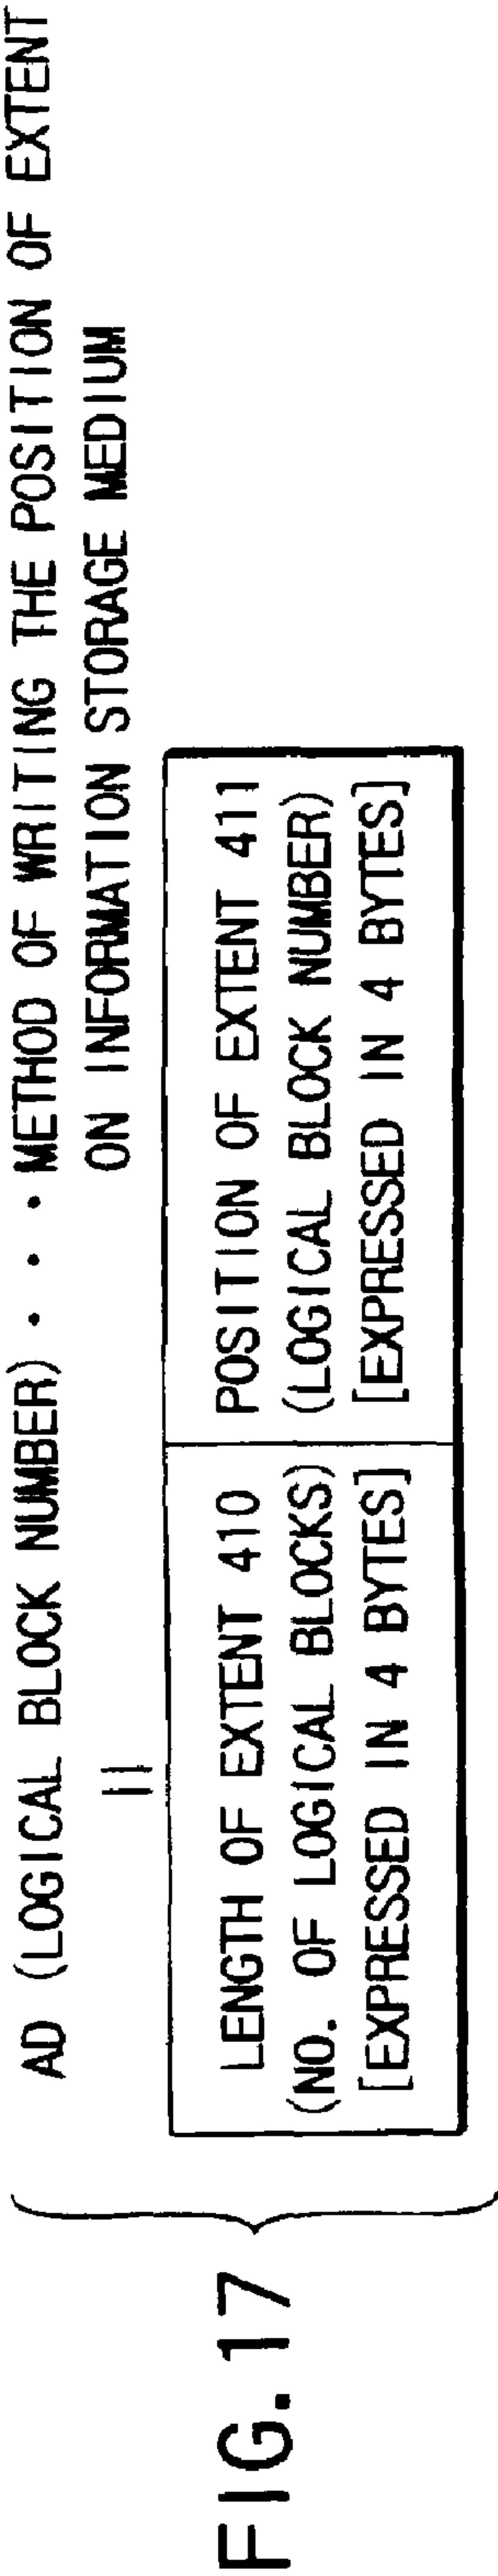 AD (LOGICAL BLOCK NUMBER) ･･･ METHOD OF WRITING THE POSITION OF EXTENT
ON INFORMATION STORAGE MEDIUM
||
LENGTH OF EXTENT 410
(NO. OF LOGICAL BLOCKS)
[EXPRESSED IN 4 BYTES]
POSITION OF EXTENT 411
(LOGICAL BLOCK NUMBER)
[EXPRESSED IN 4 BYTES]
FIG. 17